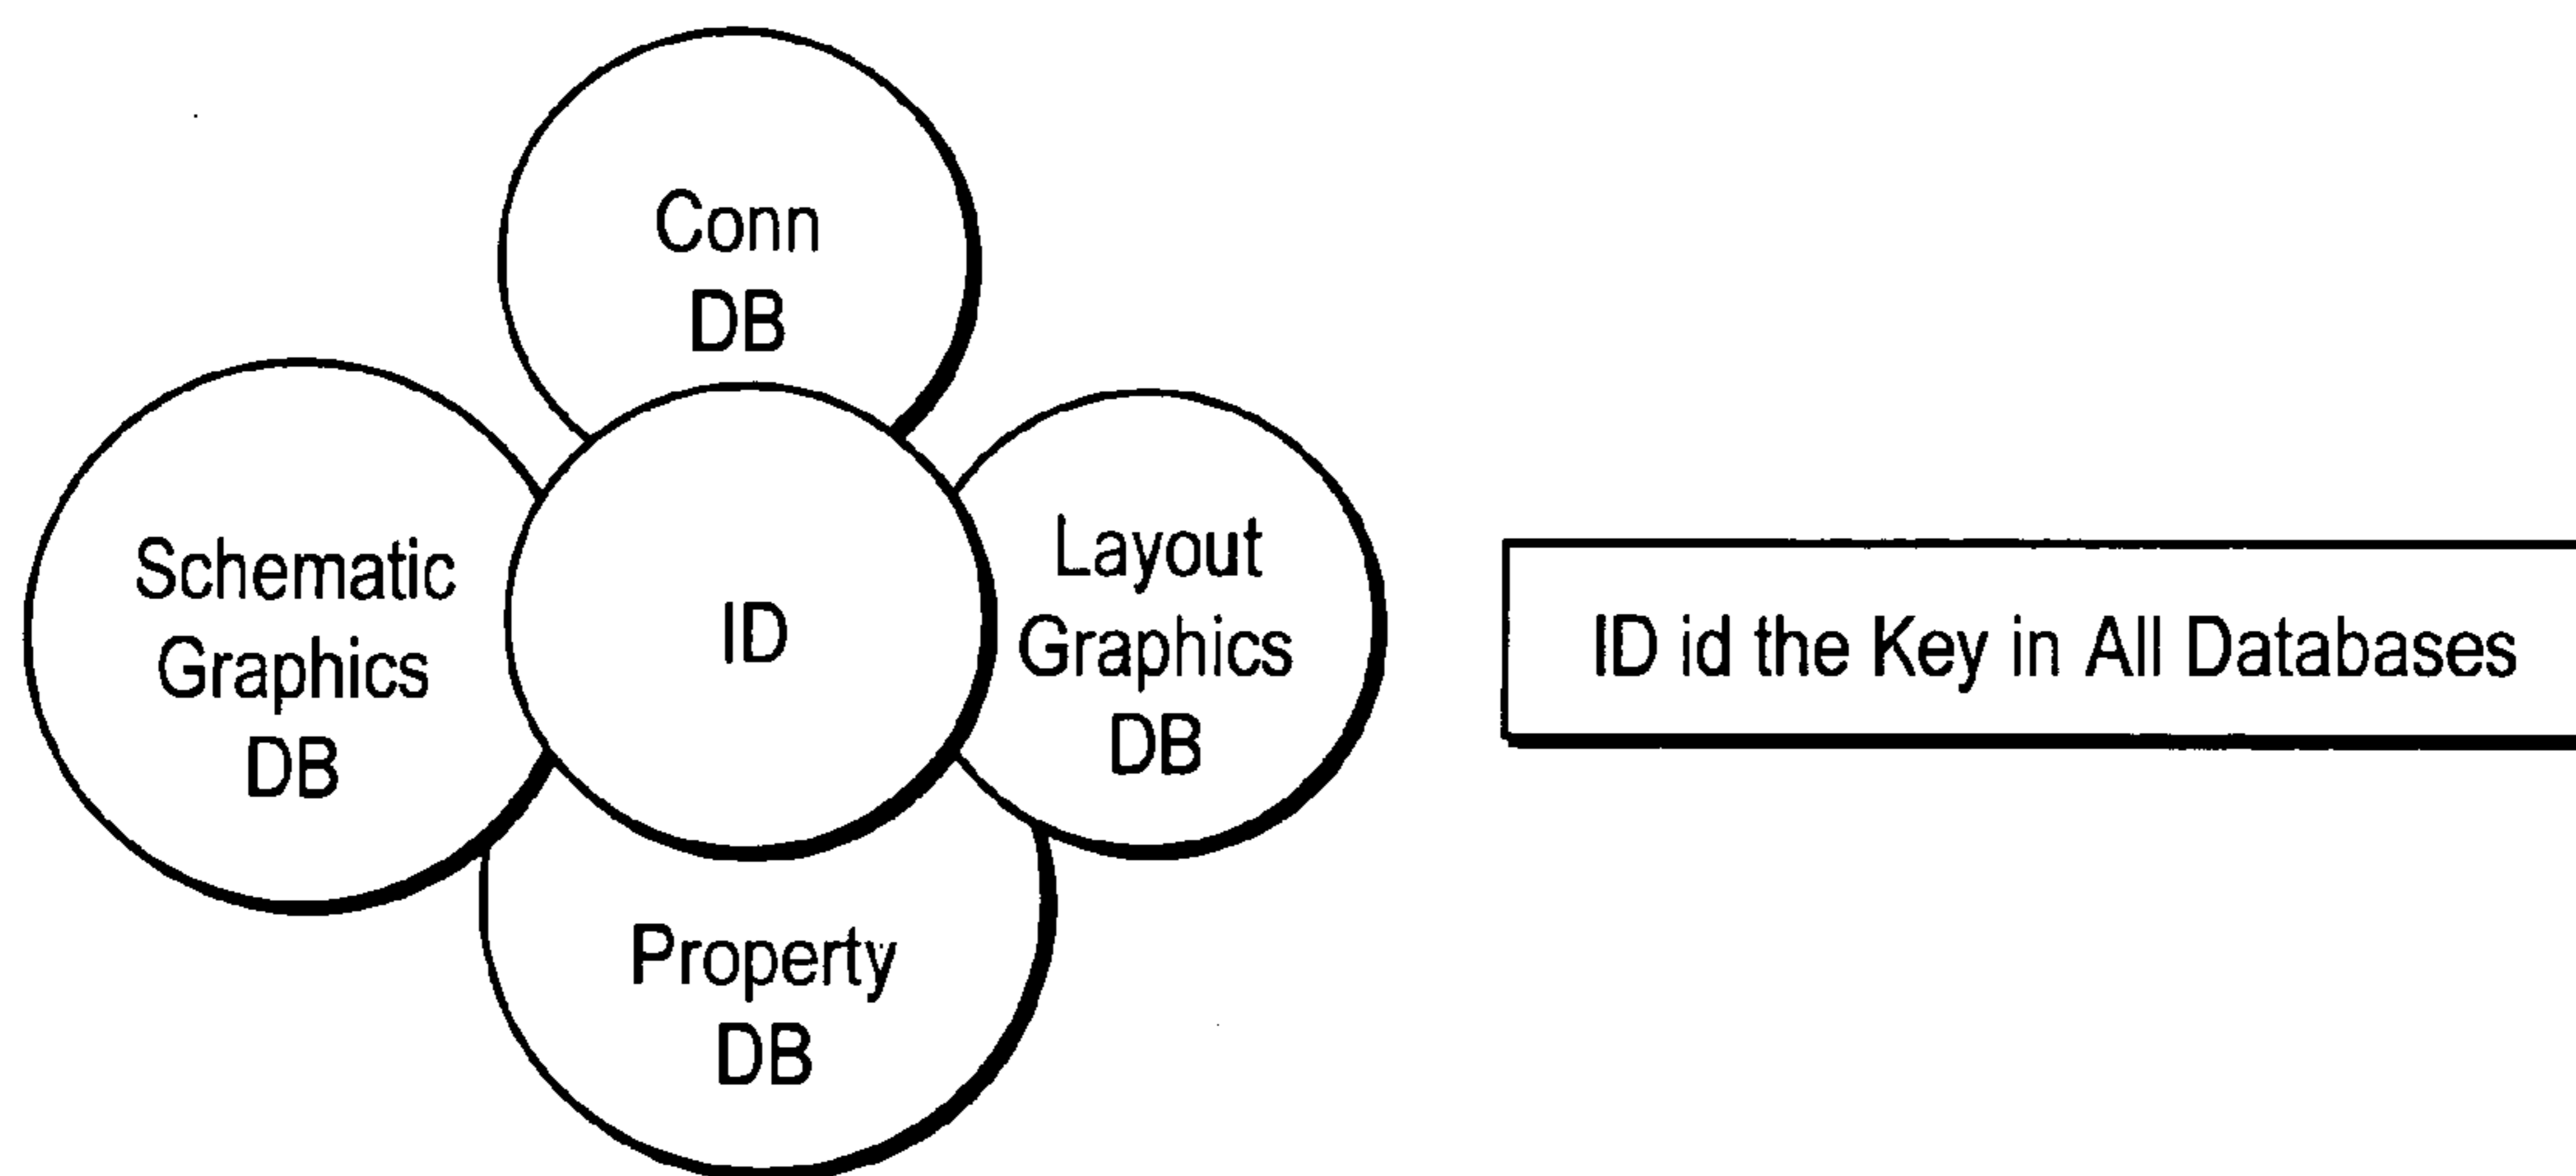 Conn
DB
Schematic
Graphics
DB
ID
Layout
Graphics
DB
Property
DB
ID id the Key in All Databases